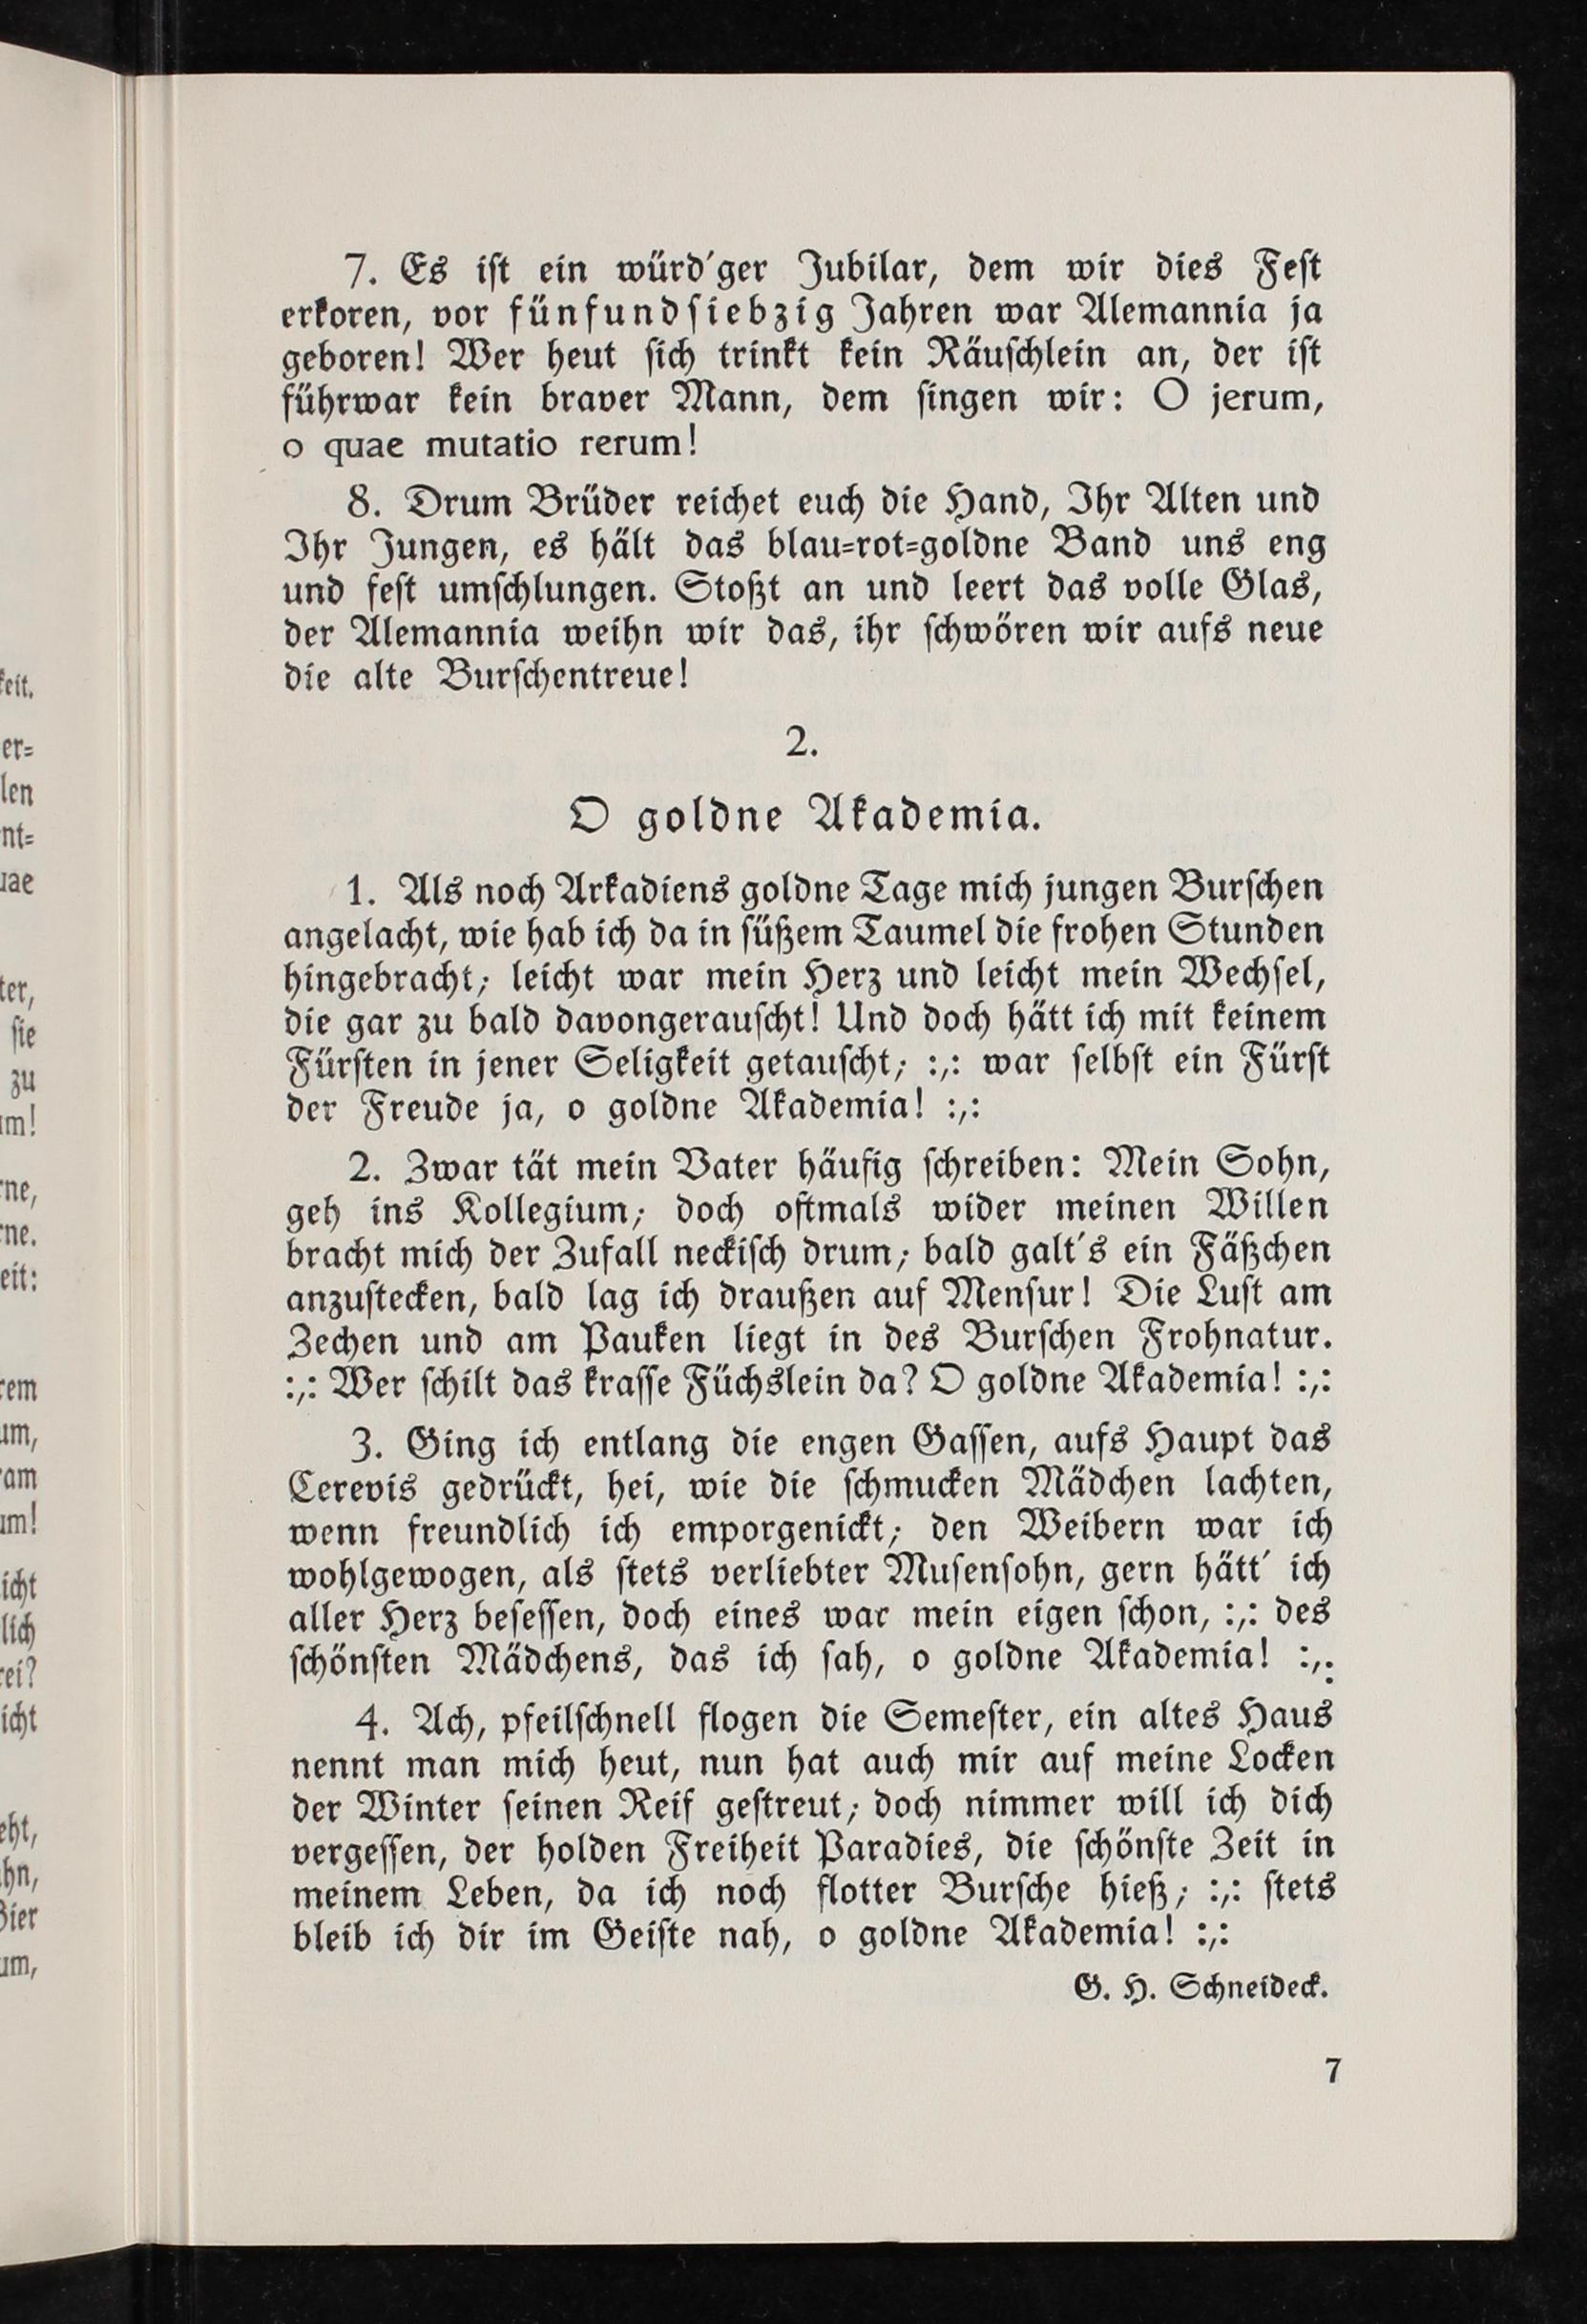 7. Es iſt ein würd'ger Jubilar, dem wir dies Feſt
erkoren, vor fünfundſiebzig Jahren war Alemannia ja
geboren! Wer heut ſich trinkt kein Räuſchlein an, der iſt
führwar kein braver Mann, dem ſingen wir: O jerum,
o quae mutatio rerum!
8. Drum Brüder reichet euch die Hand, Ihr Alten und
Ihr Jungen, es hält das blau=rot=goldne Band uns eng
und feſt umſchlungen. Stoßt an und leert das volle Glas,
der Alemannia weihn wir das, ihr ſchwören wir aufs neue
die alte Burſchentreue!
2.
O goldne Akademia.
1. Als noch Arkadiens goldne Tage mich jungen Burſchen
angelacht, wie hab ich da in ſüßem Taumel die frohen Stunden
hingebracht; leicht war mein Herz und leicht mein Wechſel,
die gar zu bald davongerauſcht! Und doch hätt ich mit keinem
Fürſten in jener Seligkeit getauſcht; :,: war ſelbſt ein Fürſt
der Freude ja, o goldne Akademia! :,:
2. Zwar tät mein Vater häufig ſchreiben: Mein Sohn,
geh ins Kollegium; doch oftmals wider meinen Willen
bracht mich der Zufall neckiſch drum; bald galt's ein Fäßchen
anzuſtecken, bald lag ich draußen auf Menſur! Die Luſt am
Zechen und am Pauken liegt in des Burſchen Frohnatur.
:,: Wer ſchilt das kraſſe Füchslein da? O goldne Akademia! :,:
3. Ging ich entlang die engen Gaſſen, aufs Haupt das
Cerevis gedrückt, hei, wie die ſchmucken Mädchen lachten,
wenn freundlich ich emporgenickt; den Weibern war ich
wohlgewogen, als ſtets verliebter Muſenſohn, gern hätt' ich
aller Herz beſeſſen, doch eines war mein eigen ſchon, :,: des
ſchönſten Mädchens, das ich ſah, o goldne Akademia! :,:
4. Ach, pfeilſchnell flogen die Semeſter, ein altes Haus
nennt man mich heut, nun hat auch mir auf meine Locken
der Winter ſeinen Reif geſtreut; doch nimmer will ich dich
vergeſſen, der holden Freiheit Paradies, die ſchönſte Zeit in
meinem Leben, da ich noch flotter Burſche hieß; :,: ſtets
bleib ich dir im Geiſte nah, o goldne Akademia! :,:
G. H. Schneideck.
7